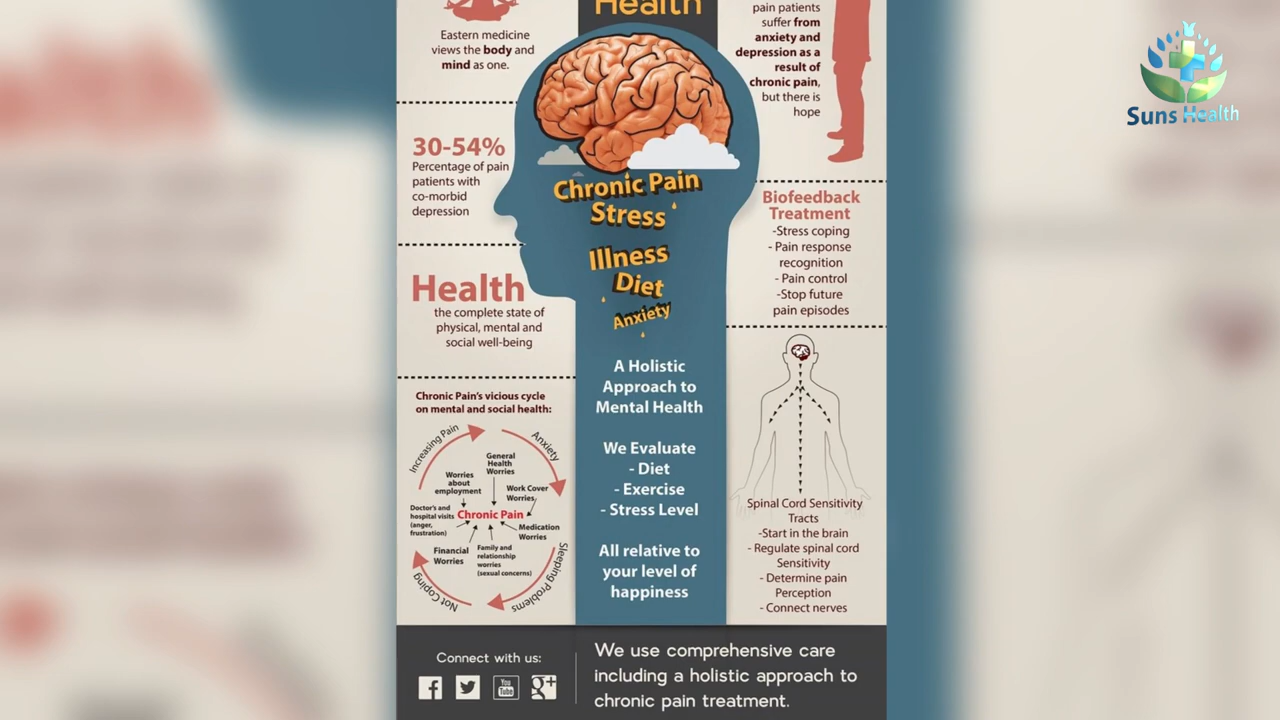 Health
Eastern medicine
views the body and
mind as one.
pain patients
suffer from
anxiety and
depression as a
result of
chronic pain,
but there is
hope
Suns Health
30-54%
Percentage of pain
patients with
co-morbid
depression
Chronic Pain
Stress
Illness
Diet
Anxiety
Biofeedback
Treatment
-Stress coping
- Pain response
recognition
- Pain control
-Stop future
pain episodes
Health
the complete state of
physical, mental and
social well-being
A Holistic
Approach to
Mental Health
We Evaluate
- Diet
- Exercise
- Stress Level
All relative to
your level of
happiness
Chronic Pain's vicious cycle
on mental and social health:
Increasing Pain
Anxiety
Sleeping Problems
Not Coping
General
Health
Worries
Worries
about
employment
Work Cover
Worries
Doctor's and
hospital visits
(anger,
frustration)
Chronic Pain
Medication
Worries
Financial
Worries
Family and
relationship
worries
(sexual concerns)
Spinal Cord Sensitivity
Tracts
-Start in the brain
- Regulate spinal cord
Sensitivity
- Determine pain
Perception
- Connect nerves
Connect with us:
You
Tube
g+
We use comprehensive care
including a holistic approach to
chronic pain treatment.